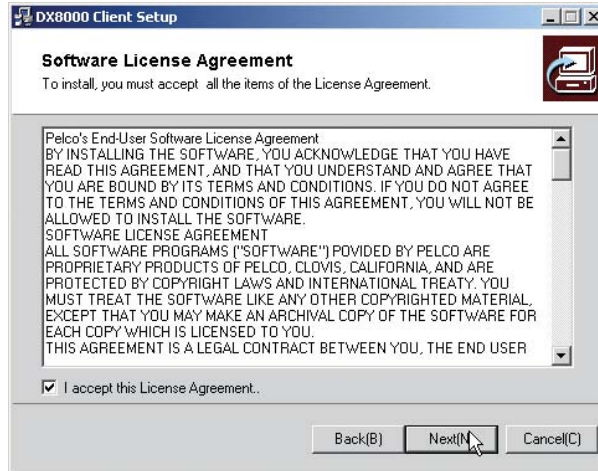 DX8000 Client Setup
Software License Agreement
To install, you must accept all the items of the License Agreement.
Pelco's End-User Software License Agreement
BY INSTALLING THE SOFTWARE, YOU ACKNOWLEDGE THAT YOU HAVE
READ THIS AGREEMENT, AND THAT YOU UNDERSTAND AND AGREE THAT
YOU ARE BOUND BY ITS TERMS AND CONDITIONS. IF YOU DO NOT AGREE
TO THE TERMS AND CONDITIONS OF THIS AGREEMENT, YOU WILL NOT BE
ALLOWED TO INSTALL THE SOFTWARE.
SOFTWARE LICENSE AGREEMENT
ALL SOFTWARE PROGRAMS ("SOFTWARE") POVIDED BY PELCO ARE
PROPRIETARY PRODUCTS OF PELCO, CLOVIS, CALIFORNIA, AND ARE
PROTECTED BY COPYRIGHT LAWS AND INTERNATIONAL TREATY. YOU
MUST TREAT THE SOFTWARE LIKE ANY OTHER COPYRIGHTED MATERIAL,
EXCEPT THAT YOU MAY MAKE AN ARCHIVAL COPY OF THE SOFTWARE FOR
EACH COPY WHICH IS LICENSED TO YOU.
THIS AGREEMENT IS A LEGAL CONTRACT BETWEEN YOU, THE END USER
I accept this License Agreement..
Back(B) Next(N Cancel(C)